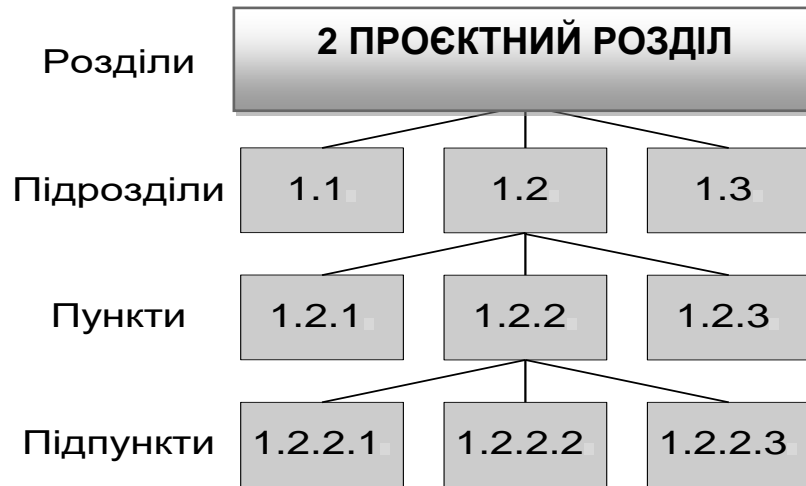 2 ПРОЄКТНИЙ РОЗДІЛ
Розділи
Підрозділи 1.1 1.2 1.3
Пункти 1.2.1 1.2.2 1.2.3
Підпункти 1.2.2.1 1.2.2.2 1.2.2.3